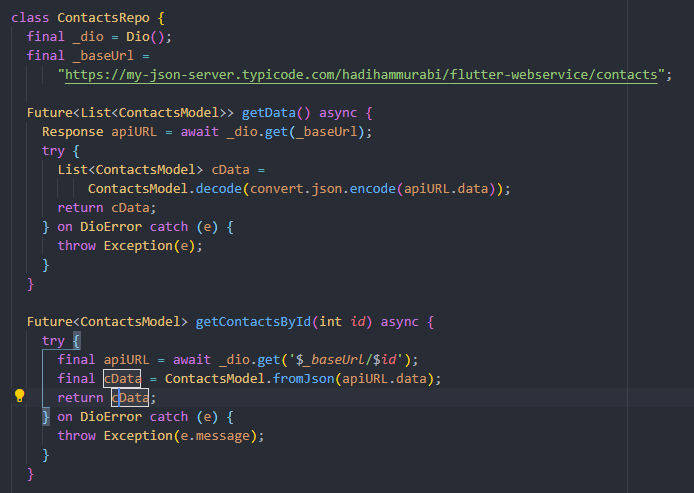 class ContactsRepo {
final _dio = Dio();
final _baseUrl =
"https://my-json-server.typicode.com/hadihammurabi/flutter-webservice/contacts";
Future<List<ContactsModel>> getData() async {
Response apiURL = await _dio.get(_baseUrl);
try {
List<ContactsModel> cData =
ContactsModel.decode(convert.json.encode(apiURL.data));
return cData;
} on DioError catch (e) {
throw Exception(e);
}
}
Future<ContactsModel> getContactsById(int id) async {
try {
final apiURL = await _dio.get('$_baseUrl/$id');
final cData = ContactsModel.fromJson(apiURL.data);
return cData;
} on DioError catch (e) {
throw Exception(e.message);
}
}